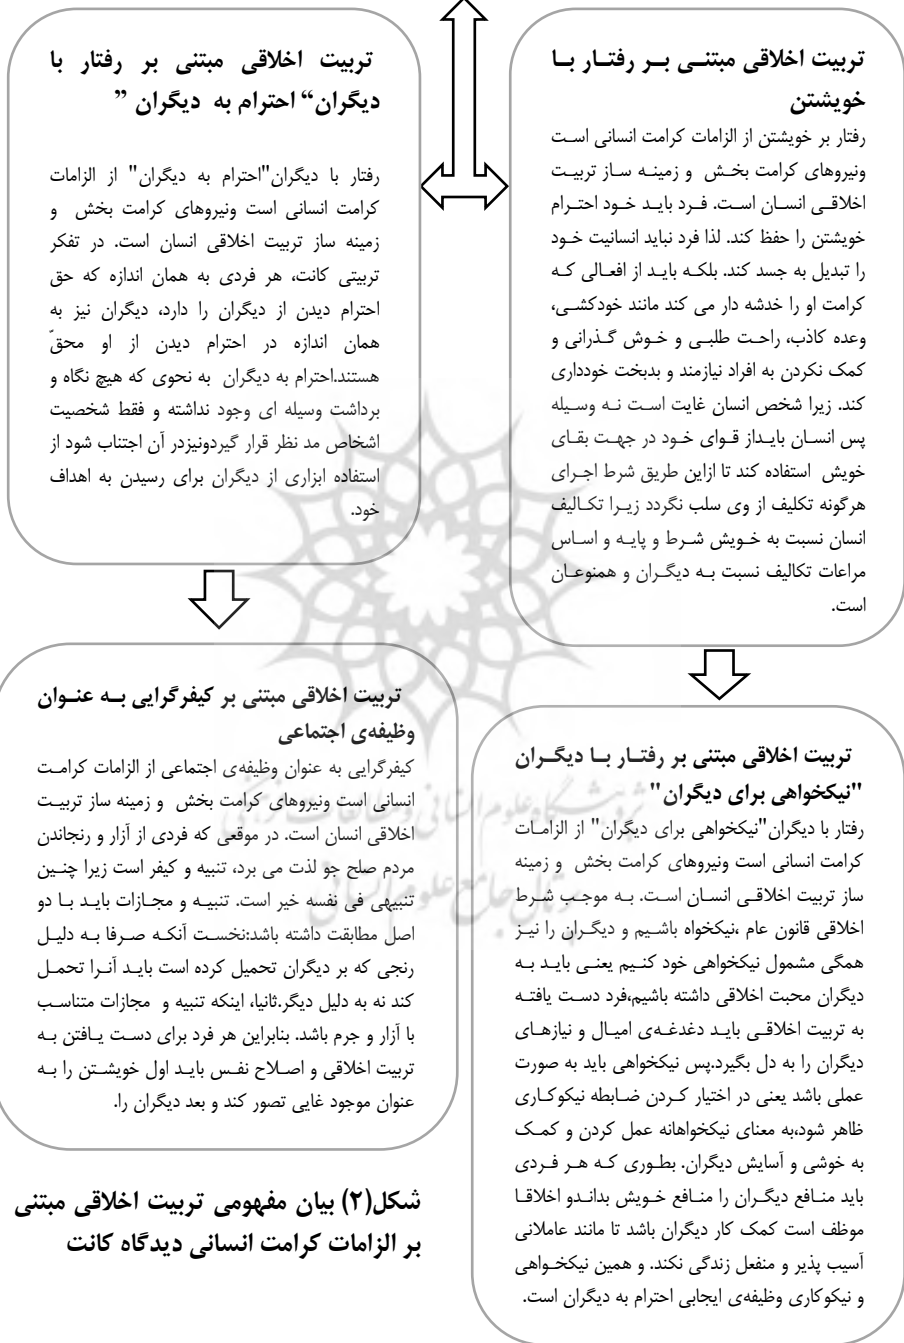 تربیت اخلاقی مبتنی بر رفتار با
خویشتن
رفتار بر خویشتن از الزامات کرامت انسانی است
ونیروهای کرامت بخش و زمینه ساز تربیت
اخلاقی انسان است. فرد باید خود احترام
خویشتن را حفظ کند. لذا فرد نباید انسانیت خود
را تبدیل به جسد کند. بلکه باید از افعالی که
کرامت او را خدشه دار می کند مانند خودکشی،
وعده کاذب، راحت طلبی و خوش گذرانی و
کمک نکردن به افراد نیازمند و بدبخت خودداری
کند. زیرا شخص انسان غایت است نه وسیله
پس انسان بایداز قوای خود در جهت بقای
خویش استفاده کند تا ازاین طریق شرط اجرای
هرگونه تکلیف از وی سلب نگردد زیرا تکالیف
انسان نسبت به خویش شرط و پایه و اساس
مراعات تکالیف نسبت به دیگران و همنوعان
است.
تربیت اخلاقی مبتنی بر رفتار با
دیگران“ احترام به دیگران ”
رفتار با دیگران"احترام به دیگران" از الزامات
کرامت انسانی است ونیروهای کرامت بخش و
زمینه ساز تربیت اخلاقی انسان است. در تفکر
تربیتی کانت، هر فردی به همان اندازه که حق
احترام دیدن از دیگران را دارد، دیگران نیز به
همان اندازه در احترام دیدن از او محقّ
هستند.احترام به دیگران به نحوی که هیچ نگاه و
برداشت وسیله ای وجود نداشته و فقط شخصیت
اشخاص مد نظر قرار گیردونیزدر آن اجتناب شود از
استفاده ابزاری از دیگران برای رسیدن به اهداف
خود.
تربیت اخلاقی مبتنی بر رفتار با دیگران
"نیکخواهی برای دیگران"
رفتار با دیگران"نیکخواهی برای دیگران" از الزامات
کرامت انسانی است ونیروهای کرامت بخش و زمینه
ساز تربیت اخلاقی انسان است. به موجب شرط
اخلاقی قانون عام ،نیکخواه باشیم و دیگران را نیز
همگی مشمول نیکخواهی خود کنیم یعنی باید به
دیگران محبت اخلاقی داشته باشیم،فرد دست یافته
به تربیت اخلاقی باید دغدغه‌ی امیال و نیازهای
دیگران را به دل بگیرد.پس نیکخواهی باید به صورت
عملی باشد یعنی در اختیار کردن ضابطه نیکوکاری
ظاهر شود،به معنای نیکخواهانه عمل کردن و کمک
به خوشی و آسایش دیگران. بطوری که هر فردی
باید منافع دیگران را منافع خویش بداندو اخلاقا
موظف است کمک کار دیگران باشد تا مانند عاملانی
آسیب پذیر و منفعل زندگی نکند. و همین نیکخواهی
و نیکوکاری وظیفه‌ی ایجابی احترام به دیگران است.
تربیت اخلاقی مبتنی بر کیفرگرایی به عنوان
وظیفه‌ی اجتماعی
کیفرگرایی به عنوان وظیفه‌ی اجتماعی از الزامات کرامت
انسانی است ونیروهای کرامت بخش و زمینه ساز تربیت
اخلاقی انسان است. در موقعی که فردی از آزار و رنجاندن
مردم صلح جو لذت می برد، تنبیه و کیفر است زیرا چنین
تنبیهی فی نفسه خیر است. تنبیه و مجازات باید با دو
اصل مطابقت داشته باشد:نخست آنکه صرفا به دلیل
رنجی که بر دیگران تحمیل کرده است باید آنرا تحمل
کند نه به دلیل دیگر.ثانیا، اینکه تنبیه و مجازات متناسب
با آزار و جرم باشد. بنابراین هر فرد برای دست یافتن به
تربیت اخلاقی و اصلاح نفس باید اول خویشتن را به
عنوان موجود غایی تصور کند و بعد دیگران را.
شکل(۲) بیان مفهومی تربیت اخلاقی مبتنی
بر الزامات کرامت انسانی دیدگاه کانت
پژوهشگاه علوم انسانی و مطالعات فرهنگی
پرتال جامع علوم انسانی